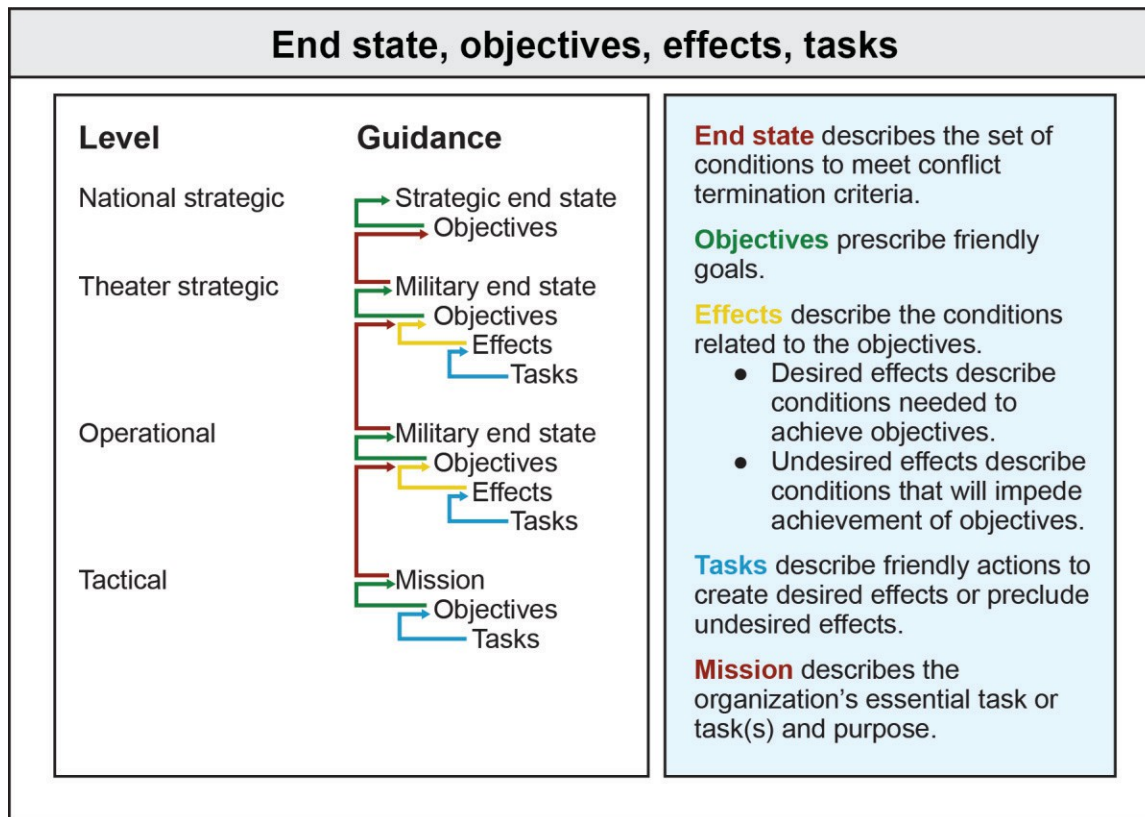 End state, objectives, effects, tasks
Level
Guidance
National strategic
Strategic end state
Objectives
Theater strategic
Military end state
Objectives
Effects
Tasks
Operational
Military end state
Objectives
Effects
Tasks
Tactical
Mission
Objectives
Tasks
End state describes the set of
conditions to meet conflict
termination criteria.
Objectives prescribe friendly
goals.
Effects describe the conditions
related to the objectives.
● Desired effects describe
conditions needed to
achieve objectives.
● Undesired effects describe
conditions that will impede
achievement of objectives.
Tasks describe friendly actions to
create desired effects or preclude
undesired effects.
Mission describes the
organization’s essential task or
task(s) and purpose.